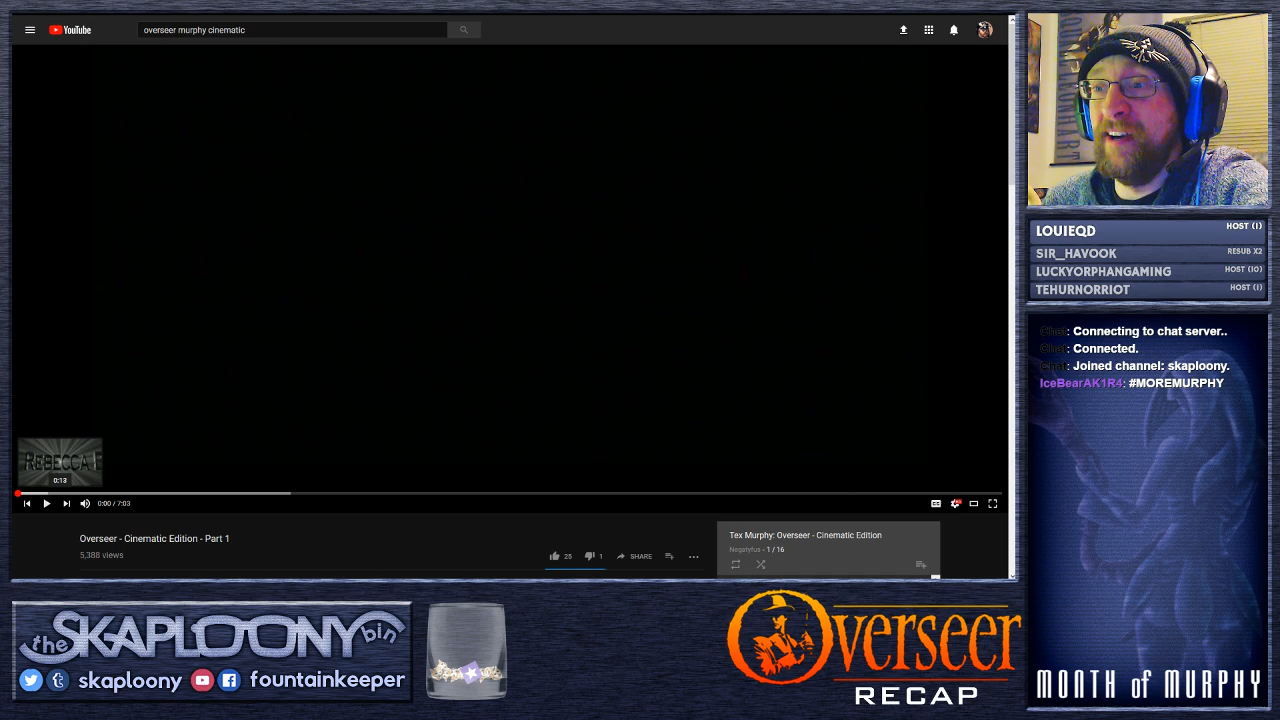 YouTube
overseer murphy cinematic
REBECCA
0:13
0:00 / 7:03
CC
HD
Overseer - Cinematic Edition - Part 1
5,388 views
25
1
SHARE
Tex Murphy: Overseer - Cinematic Edition
Negatyfus - 1 / 16
LOUIEQD HOST (1)
SIR_HAVOOK RESUB X2
LUCKYORPHANGAMING HOST (10)
TEHURNORRIOT HOST (1)
Chat: Connecting to chat server..
Chat: Connected.
Chat: Joined channel: skaploony.
IceBearAK1R4: #MOREMURPHY
the SKAPLOONY bin
skaploony
fountainkeeper
OVERSEER
RECAP
MONTH of MURPHY